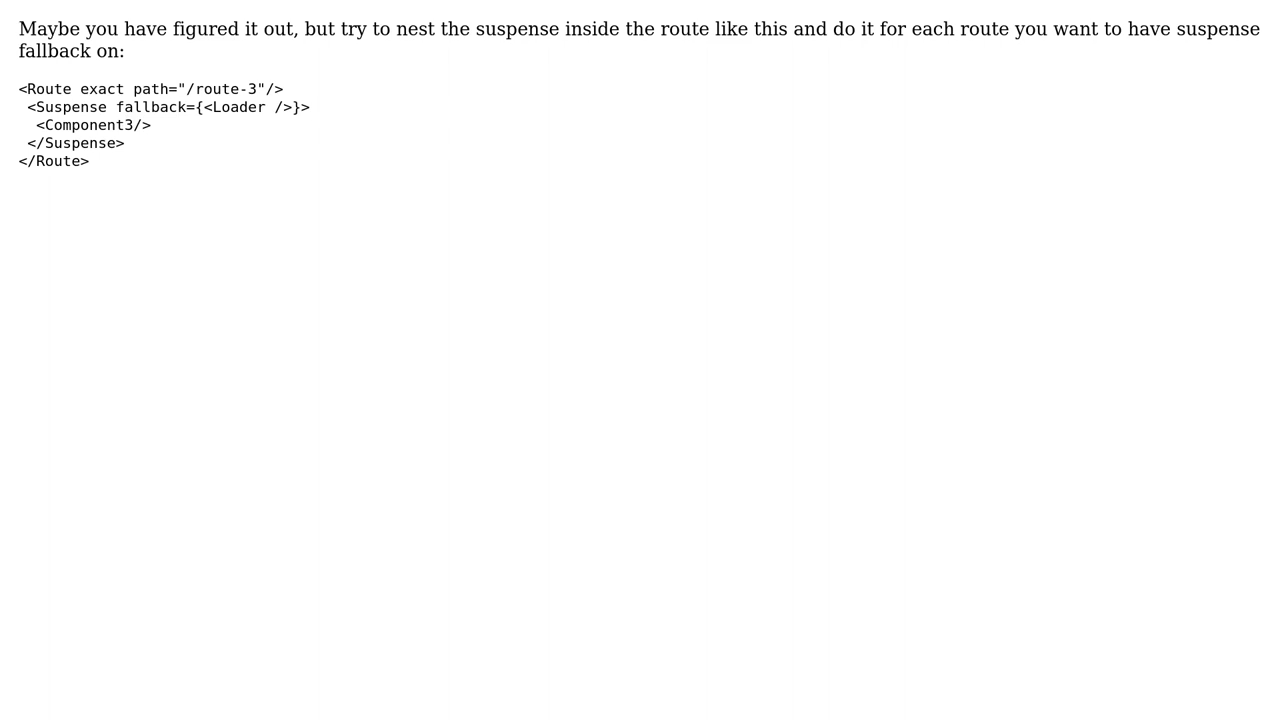 Maybe you have figured it out, but try to nest the suspense inside the route like this and do it for each route you want to have suspense
fallback on:
<Route exact path="/route-3"/>
 <Suspense fallback={<Loader />}>
  <Component3/>
 </Suspense>
</Route>